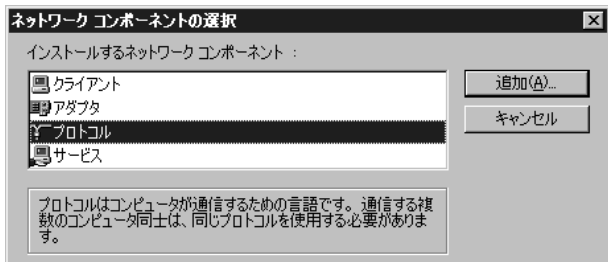 ネットワーク コンポーネントの選択
インストールするネットワーク コンポーネント :
クライアント
アダプタ
プロトコル
サービス
追加(A)...
キャンセル
プロトコルはコンピュータが通信するための言語です。通信する複
数のコンピュータ同士は、同じプロトコルを使用する必要がありま
す。